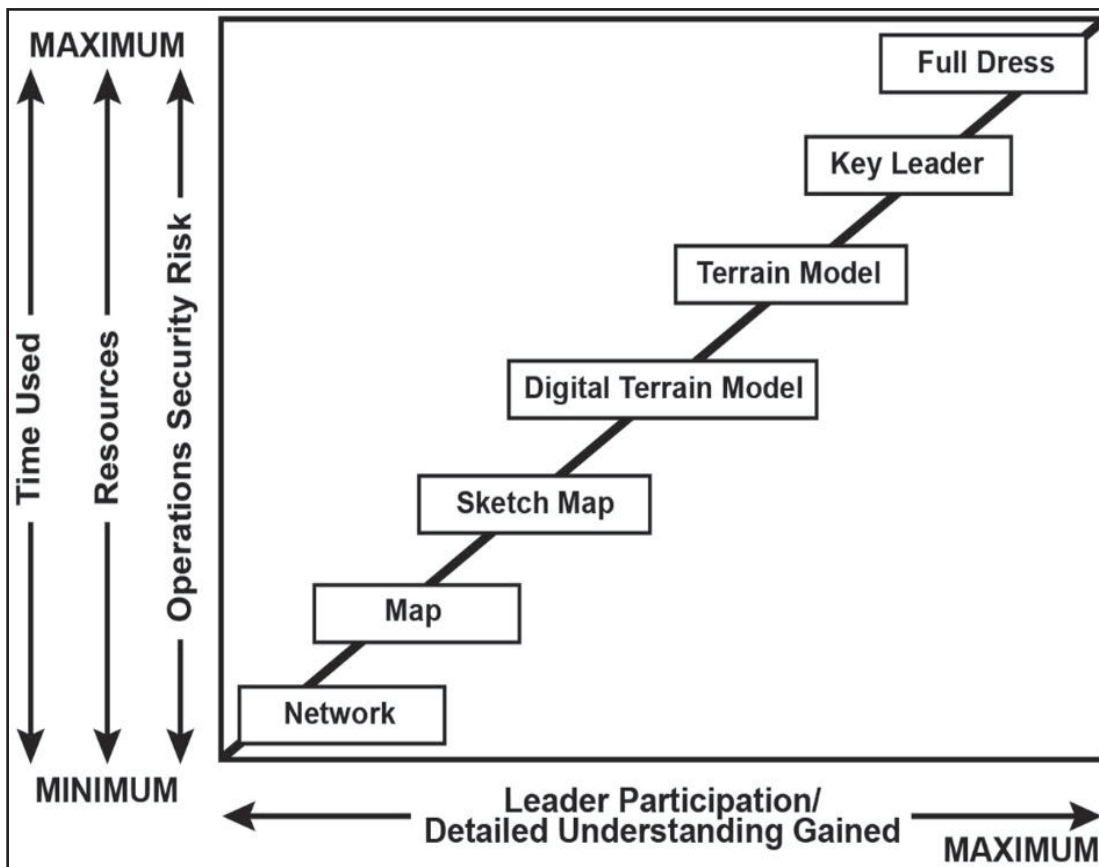 MAXIMUM
Time Used
Resources
Operations Security Risk
MINIMUM
Full Dress
Key Leader
Terrain Model
Digital Terrain Model
Sketch Map
Map
Network
Leader Participation/
Detailed Understanding Gained
MAXIMUM